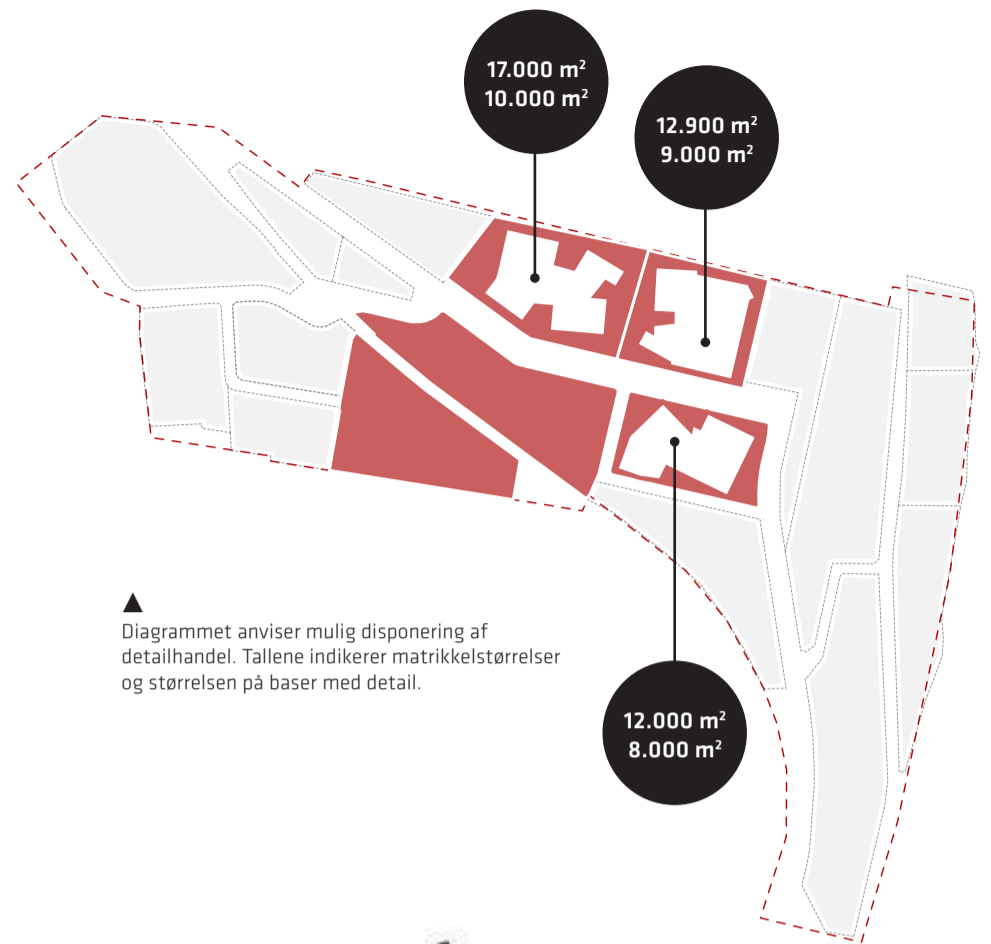 17.000 m²
10.000 m²
12.900 m²
9.000 m²
▲
Diagrammet anviser mulig disponering af
detailhandel. Tallene indikerer matrikkelstørrelser
og størrelsen på baser med detail.
12.000 m²
8.000 m²